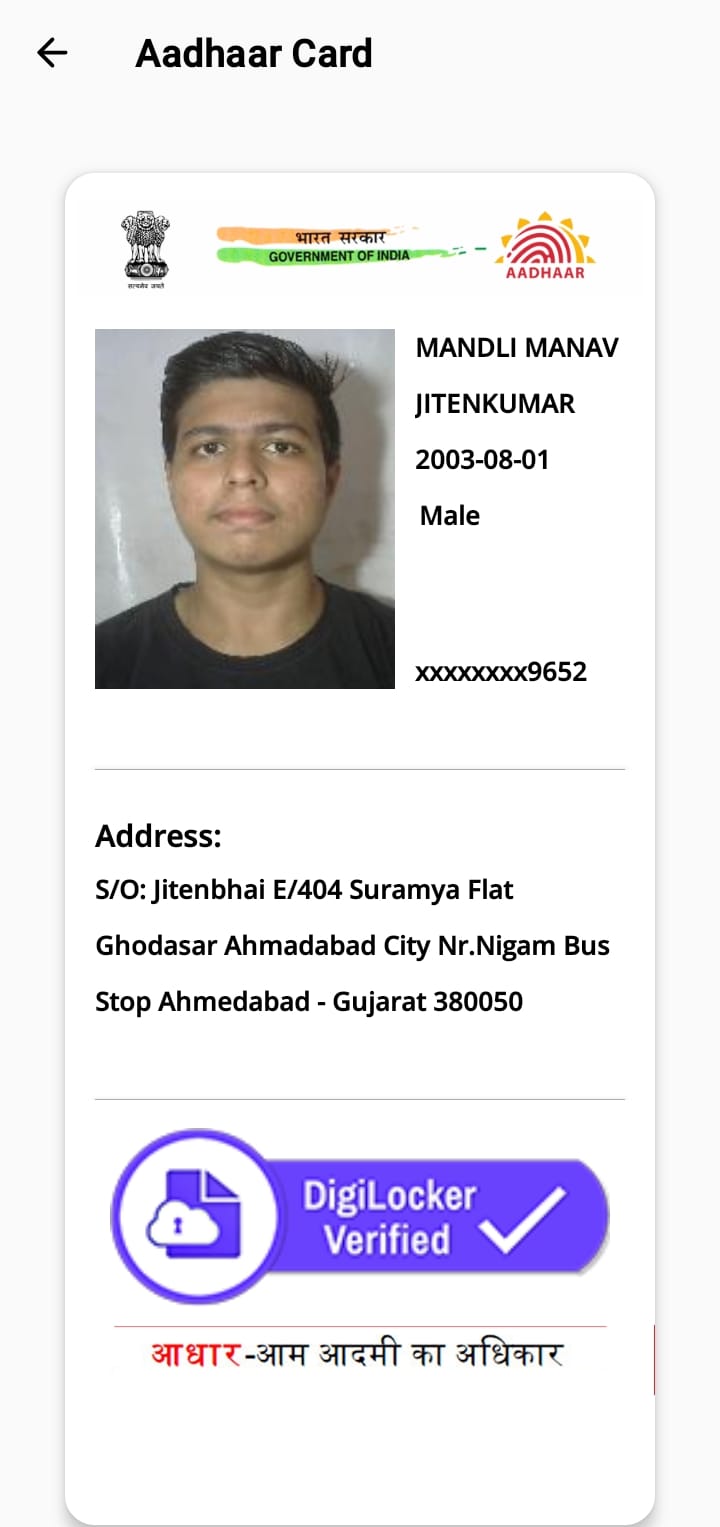 Aadhaar Card
भारत सरकार
GOVERNMENT OF INDIA
AADHAAR
सत्यमेव जयते
MANDLI MANAV
JITENKUMAR
2003-08-01
Male
xxxxxxxx9652
Address:
S/O: Jitenbhai E/404 Suramya Flat
Ghodasar Ahmadabad City Nr.Nigam Bus
Stop Ahmedabad - Gujarat 380050
DigiLocker
Verified
आधार-आम आदमी का अधिकार